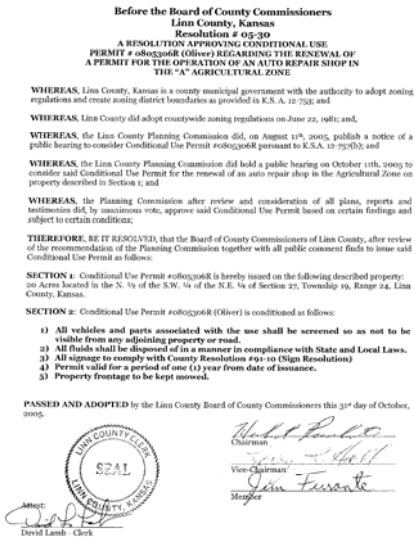 Before the Board of County Commissioners
Linn County, Kansas
Resolution # 05-30
A RESOLUTION APPROVING CONDITIONAL USE
PERMIT # 0805306R (Oliver) REGARDING THE RENEWAL OF
A PERMIT FOR THE OPERATION OF AN AUTO REPAIR SHOP IN
THE "A" AGRICULTURAL ZONE
WHEREAS, Linn County, Kansas is a county municipal government with the authority to adopt zoning
regulations and create zoning district boundaries as provided in K.S. A. 12-753; and
WHEREAS, Linn County did adopt countywide zoning regulations on June 22, 1981; and,
WHEREAS, the Linn County Planning Commission did, on August 11th, 2005, publish a notice of a
public hearing to consider Conditional Use Permit #0805306R pursuant to K.S.A. 12-757(b); and
WHEREAS, the Linn County Planning Commission did hold a public hearing on October 11th, 2005 to
consider said Conditional Use Permit for the renewal of an auto repair shop in the Agricultural Zone on
property described in Section 1; and
WHEREAS, the Planning Commission after review and consideration of all plans, reports and
testimonies did, by unanimous vote, approve said Conditional Use Permit based on certain findings and
subject to certain conditions;
THEREFORE, BE IT RESOLVED, that the Board of County Commissioners of Linn County, after review
of the recommendation of the Planning Commission together with all public comment finds to issue said
Conditional Use Permit as follows:
SECTION 1: Conditional Use Permit #0805306R is hereby issued on the following described property:
20 Acres located in the N. ½ of the S.W. ¼ of the N.E. ¼ of Section 27, Township 19, Range 24, Linn
County, Kansas.
SECTION 2: Conditional Use Permit #0805306R (Oliver) is conditioned as follows:
1) All vehicles and parts associated with the use shall be screened so as not to be
visible from any adjoining property or road.
2) All fluids shall be disposed of in a manner in compliance with State and Local Laws.
3) All signage to comply with County Resolution #91-10 (Sign Resolution)
4) Permit valid for a period of one (1) year from date of issuance.
5) Property frontage to be kept mowed.
PASSED AND ADOPTED by the Linn County Board of County Commissioners this 31st day of October,
2005.
LINN COUNTY CLERK
SEAL
LINN COUNTY, KANSAS
Chairman
Vice-Chairman
Jim
Member
Attest:
David Lamb - Clerk